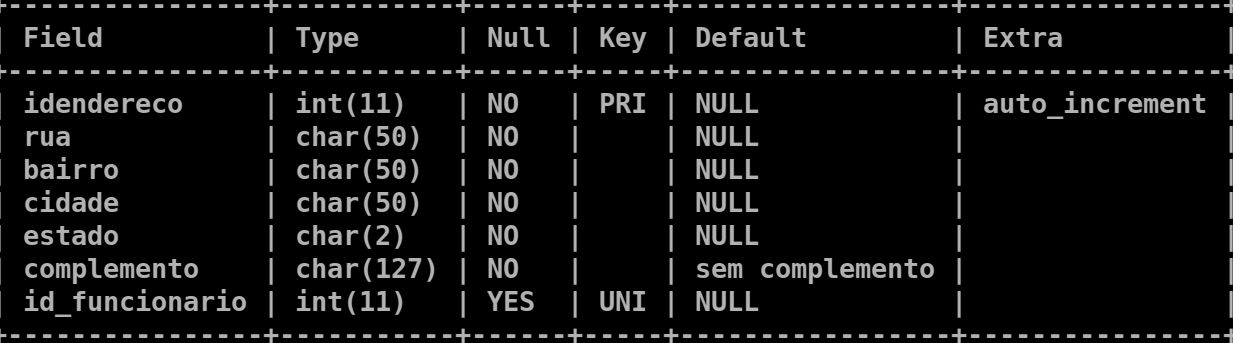 +----------------+-----------+------+-----+-----------------+----------------+
| Field          | Type      | Null | Key | Default         | Extra          |
+----------------+-----------+------+-----+-----------------+----------------+
| idendereco     | int(11)   | NO   | PRI | NULL            | auto_increment |
| rua            | char(50)  | NO   |     | NULL            |                |
| bairro         | char(50)  | NO   |     | NULL            |                |
| cidade         | char(50)  | NO   |     | NULL            |                |
| estado         | char(2)   | NO   |     | NULL            |                |
| complemento    | char(127) | NO   |     | sem complemento |                |
| id_funcionario | int(11)   | YES  | UNI | NULL            |                |
+----------------+-----------+------+-----+-----------------+----------------+